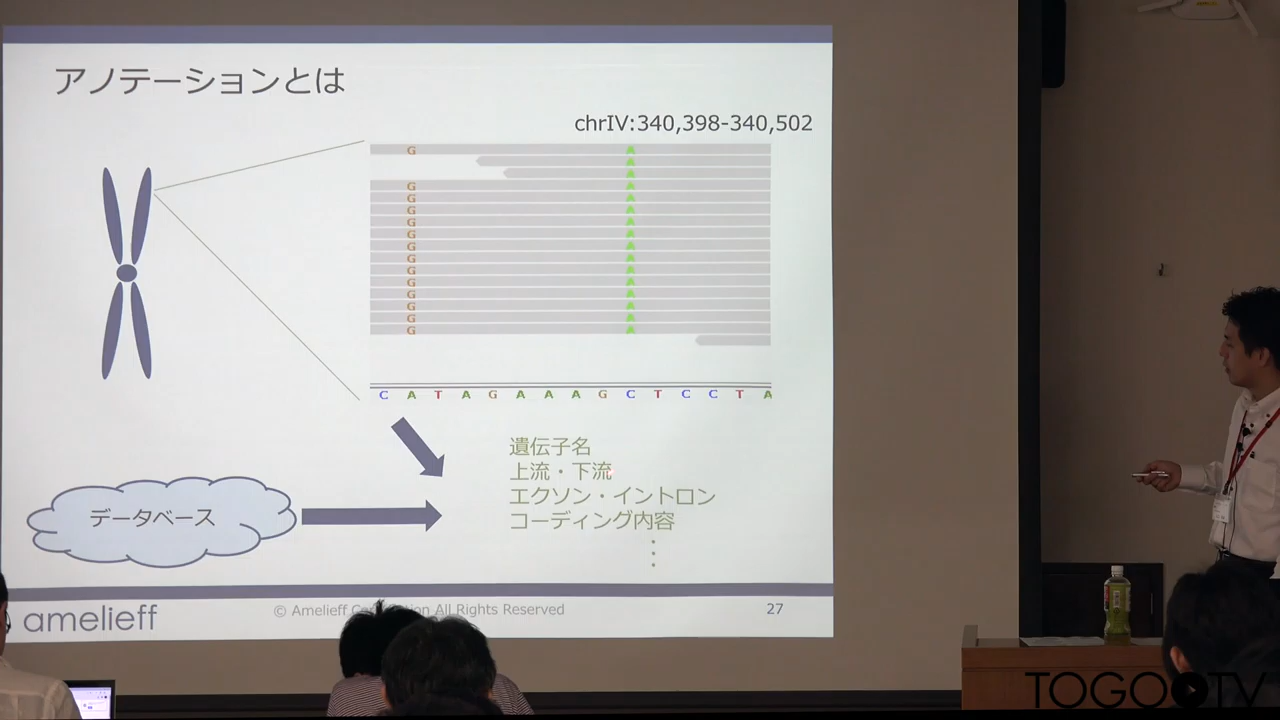 アノテーションとは
chrIV:340,398-340,502
G A
A
A
G A
G A
G A
G A
G A
G A
G A
G A
G A
G A
G A
G A
G A
C A T A G A A A G C T C C T A
遺伝子名
上流・下流
エクソン・イントロン
コーディング内容
データベース
amelieff
© Amelieff All Rights Reserved
27
TOGO TV